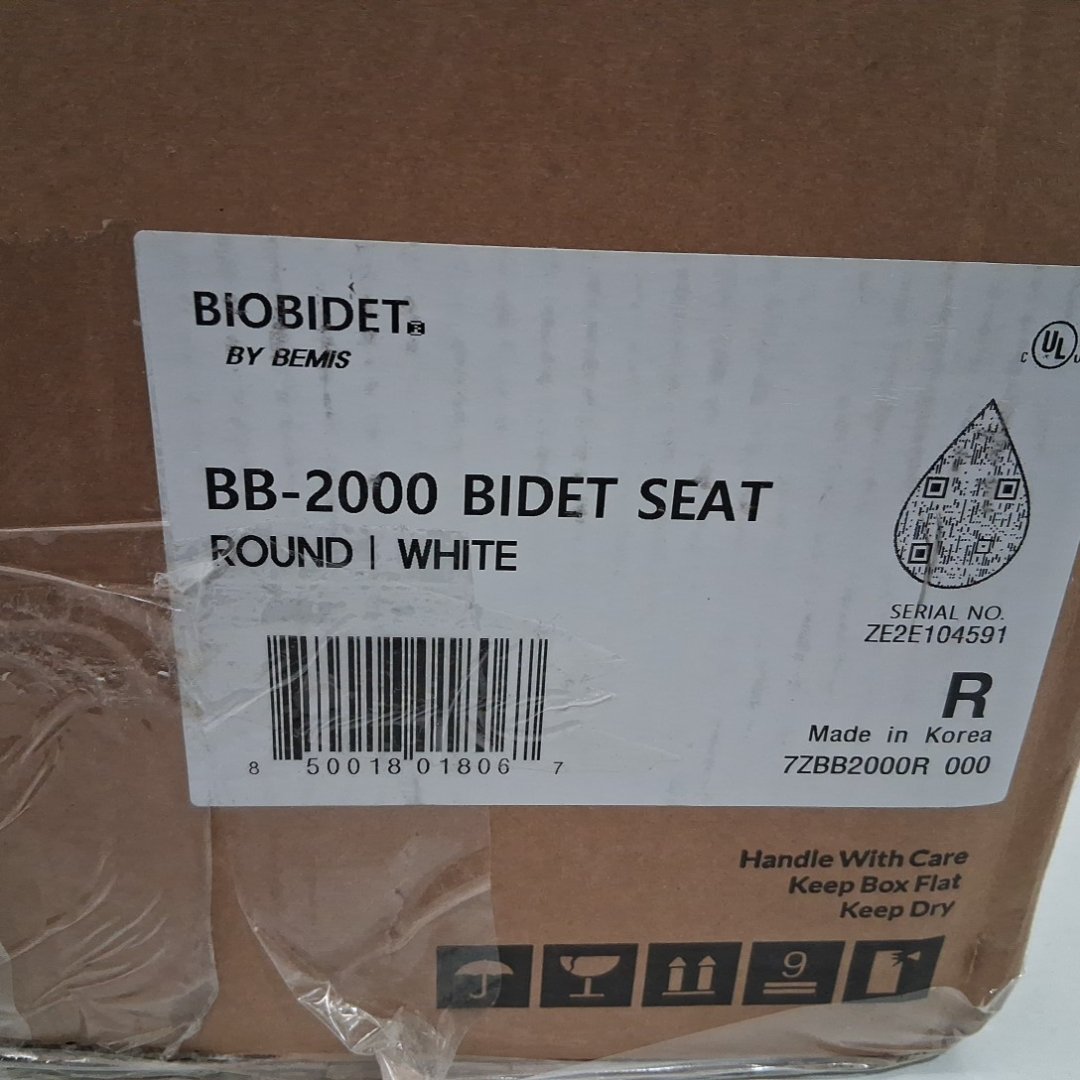 BIOBIDET®
BY BEMIS
C UL
BB-2000 BIDET SEAT
ROUND | WHITE
SERIAL NO.
ZE2E104591
R
Made in Korea
7ZBB2000R 000
8 50018 01806 7
Handle With Care
Keep Box Flat
Keep Dry
9